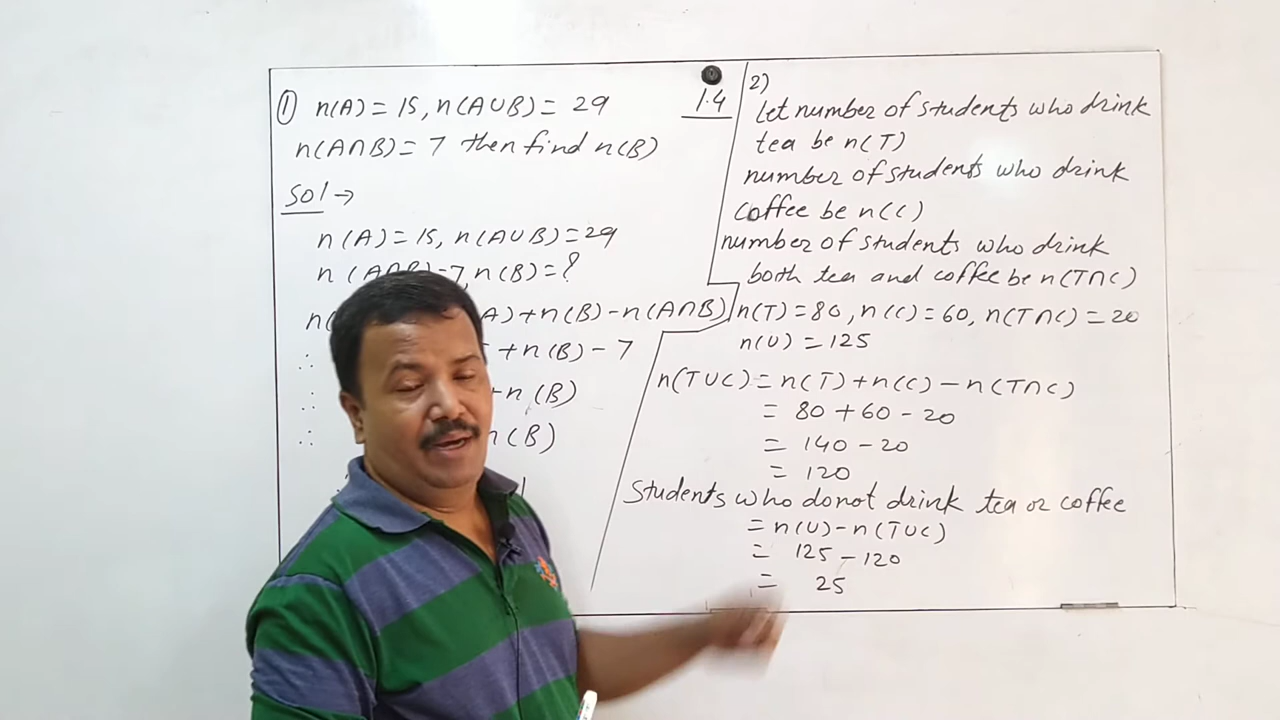 ① n(A) = 15, n(A∪B) = 29
n(A∩B) = 7 then find n(B)
Sol →
n(A) = 15, n(A∪B) = 29
n(A∩B) = 7, n(B) = ?
A) + n(B) - n(A∩B)
∴ + n(B) - 7
∴ + n(B)
∴ n(B)
1.4
2)
Let number of students who drink
tea be n(T)
number of students who drink
coffee be n(C)
number of students who drink
both tea and coffee be n(T∩C)
n(T) = 80, n(C) = 60, n(T∩C) = 20
n(U) = 125
n(T∪C) = n(T) + n(C) - n(T∩C)
= 80 + 60 - 20
= 140 - 20
= 120
Students who do not drink tea or coffee
= n(U) - n(T∪C)
= 125 - 120
= 25